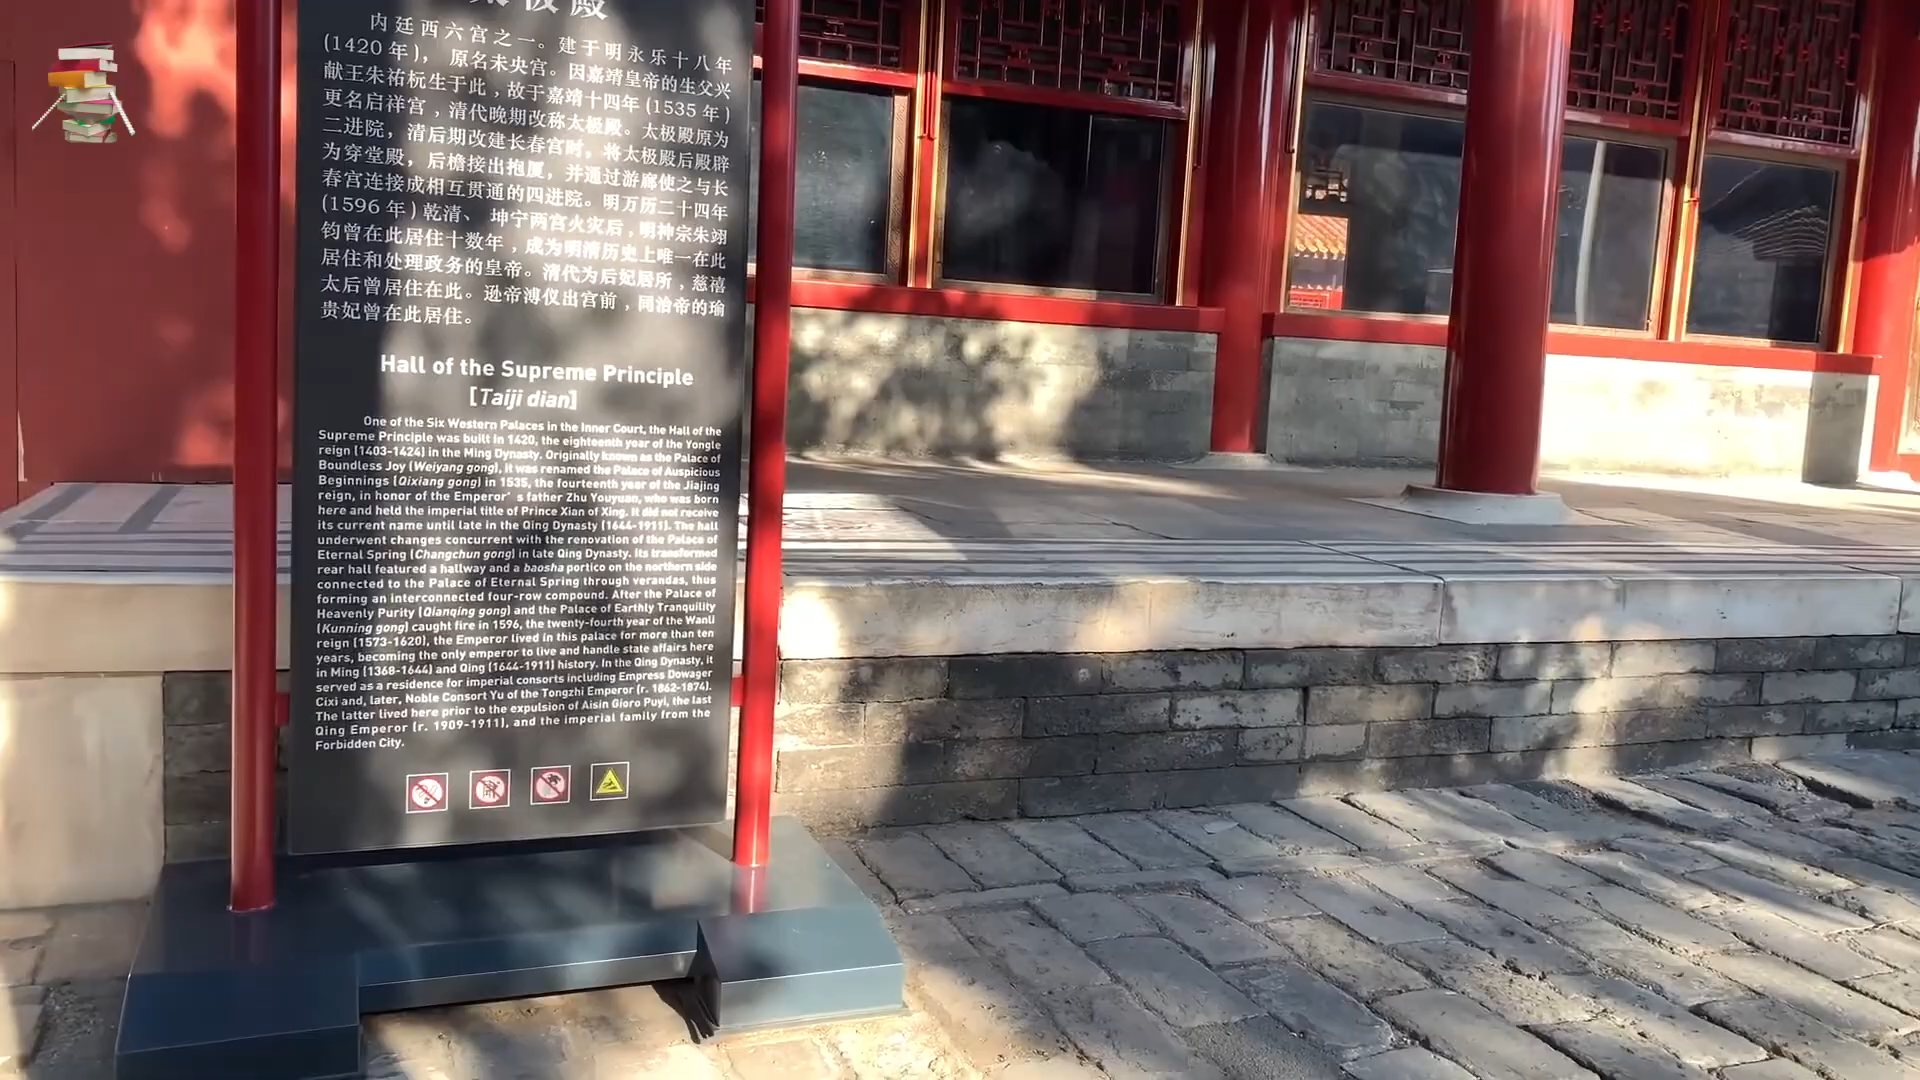 太极殿
内廷西六宫之一。建于明永乐十八年
(1420 年)， 原名未央宫。因嘉靖皇帝的生父兴
献王朱祐杬生于此，故于嘉靖十四年(1535 年)
更名启祥宫，清代晚期改称太极殿。太极殿原为
二进院，清后期改建长春宫时，将太极殿后殿辟
为穿堂殿，后檐接出抱厦，并通过游廊使之与长
春宫连接成相互贯通的四进院。明万历二十四年
(1596 年)乾清、 坤宁两宫火灾后，明神宗朱翊
钧曾在此居住十数年，成为明清历史上唯一在此
居住和处理政务的皇帝。清代为后妃居所，慈禧
太后曾居住在此。逊帝溥仪出宫前，同治帝的瑜
贵妃曾在此居住。
Hall of the Supreme Principle
[Taiji dian]
One of the Six Western Palaces in the Inner Court, the Hall of the
Supreme Principle was built in 1420, the eighteenth year of the Yongle
reign (1403-1424) in the Ming Dynasty. Originally known as the Palace of
Boundless Joy (Weiyang gong), it was renamed the Palace of Auspicious
Beginnings (Qixiang gong) in 1535, the fourteenth year of the Jiajing
reign, in honor of the Emperor' s father Zhu Youyuan, who was born
here and held the imperial title of Prince Xian of Xing. It did not receive
its current name until late in the Qing Dynasty (1644-1911). The hall
underwent changes concurrent with the renovation of the Palace of
Eternal Spring (Changchun gong) in late Qing Dynasty. Its transformed
rear hall featured a hallway and a baosha portico on the northern side
connected to the Palace of Eternal Spring through verandas, thus
forming an interconnected four-row compound. After the Palace of
Heavenly Purity (Qianqing gong) and the Palace of Earthly Tranquility
(Kunning gong) caught fire in 1596, the twenty-fourth year of the Wanli
reign (1573-1620), the Emperor lived in this palace for more than ten
years, becoming the only emperor to live and handle state affairs here
in Ming (1368-1644) and Qing (1644-1911) history. In the Qing Dynasty, it
served as a residence for imperial consorts including Empress Dowager
Cixi and, later, Noble Consort Yu of the Tongzhi Emperor (r. 1862-1874).
The latter lived here prior to the expulsion of Aisin Gioro Puyi, the last
Qing Emperor (r. 1909-1911), and the imperial family from the
Forbidden City.